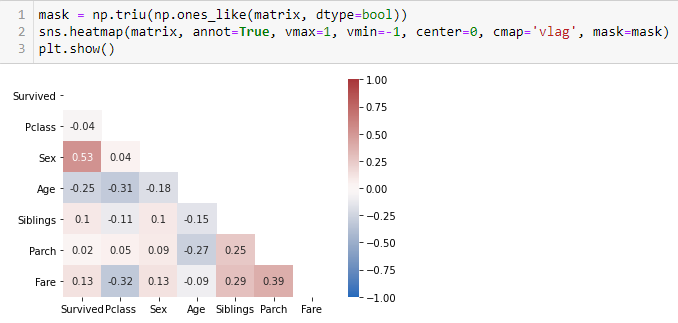 1 mask = np.triu(np.ones_like(matrix, dtype=bool))
2 sns.heatmap(matrix, annot=True, vmax=1, vmin=-1, center=0, cmap='vlag', mask=mask)
3 plt.show()
1.00
Survived
0.75
Pclass -0.04
0.50
Sex 0.53 0.04
0.25
Age -0.25 -0.31 -0.18
0.00
Siblings 0.1 -0.11 0.1 -0.15
−0.25
−0.50
Parch 0.02 0.05 0.09 -0.27 0.25
−0.75
Fare 0.13 -0.32 0.13 -0.09 0.29 0.39
−1.00
Survived Pclass Sex Age Siblings Parch Fare